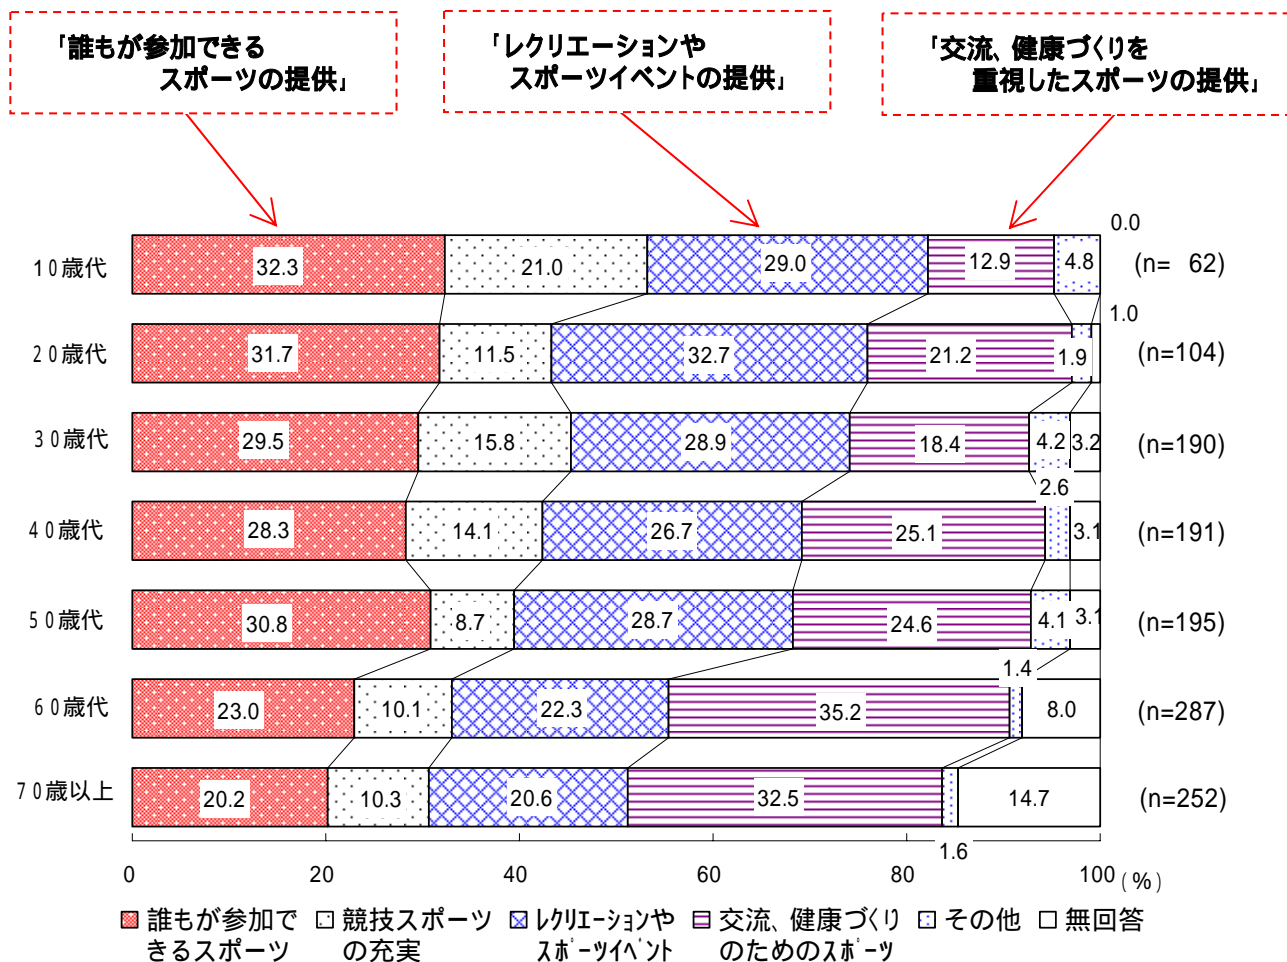 「誰もが参加できる
スポーツの提供」
「レクリエーションや
スポーツイベントの提供」
「交流、健康づくりを
重視したスポーツの提供」
0.0
10歳代 32.3 21.0 29.0 12.9 4.8 (n= 62)
1.0
20歳代 31.7 11.5 32.7 21.2 1.9 (n=104)
30歳代 29.5 15.8 28.9 18.4 4.2 3.2 (n=190)
2.6
40歳代 28.3 14.1 26.7 25.1 3.1 (n=191)
50歳代 30.8 8.7 28.7 24.6 4.1 3.1 (n=195)
1.4
60歳代 23.0 10.1 22.3 35.2 8.0 (n=287)
70歳以上 20.2 10.3 20.6 32.5 14.7 (n=252)
1.6
0 20 40 60 80 100 (%)
誰もがが参加で 競技スポーツ ﾚｸﾘｴｰｼｮﾝや 交流、健康づくり その他 無回答
きるスポーツ の充実 ｽﾎﾟｰﾂｲﾍﾞﾝﾄ のためのｽﾎﾟｰﾂ